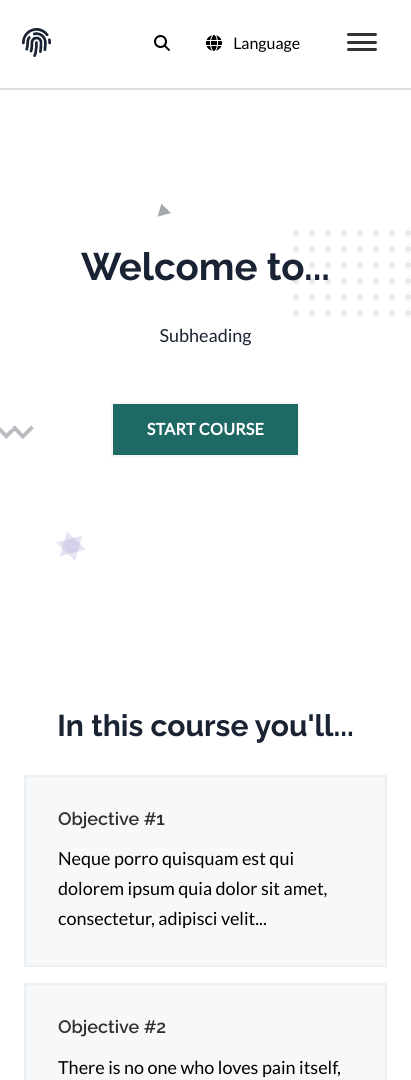 Language
Welcome to...
Subheading
START COURSE
In this course you'll...
Objective #1
Neque porro quisquam est qui
dolorem ipsum quia dolor sit amet,
consectetur, adipisci velit...
Objective #2
There is no one who loves pain itself,